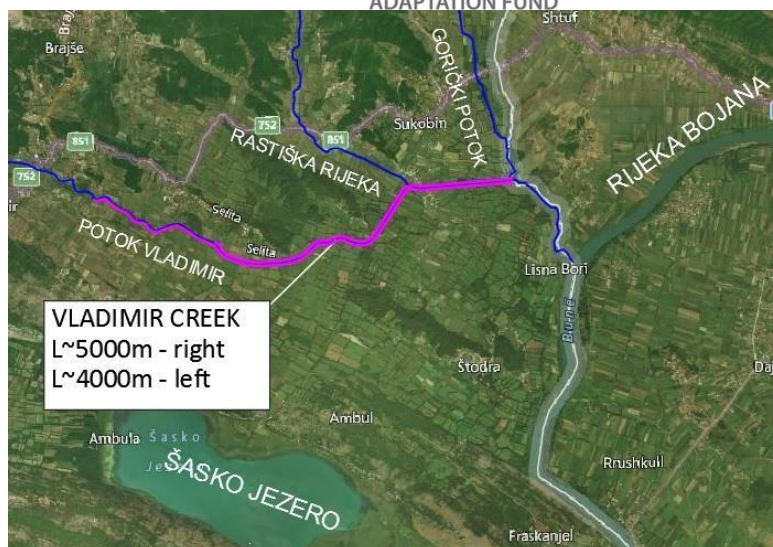 ADAPTATION FUND
Shtuf
Brajše
GORIČKI POTOK
752
851
Sukobin
851
RASTIŠKA RIJEKA
RIJEKA BOJANA
752
Selita
POTOK VLADIMIR
Selita
Lisna Bori
VLADIMIR CREEK
L~5000m - right
L~4000m - left
Bunë
Štodra
Ambul
Ambula
Šasko
ŠASKO JEZERO
Rrushkull
Fraskanjel